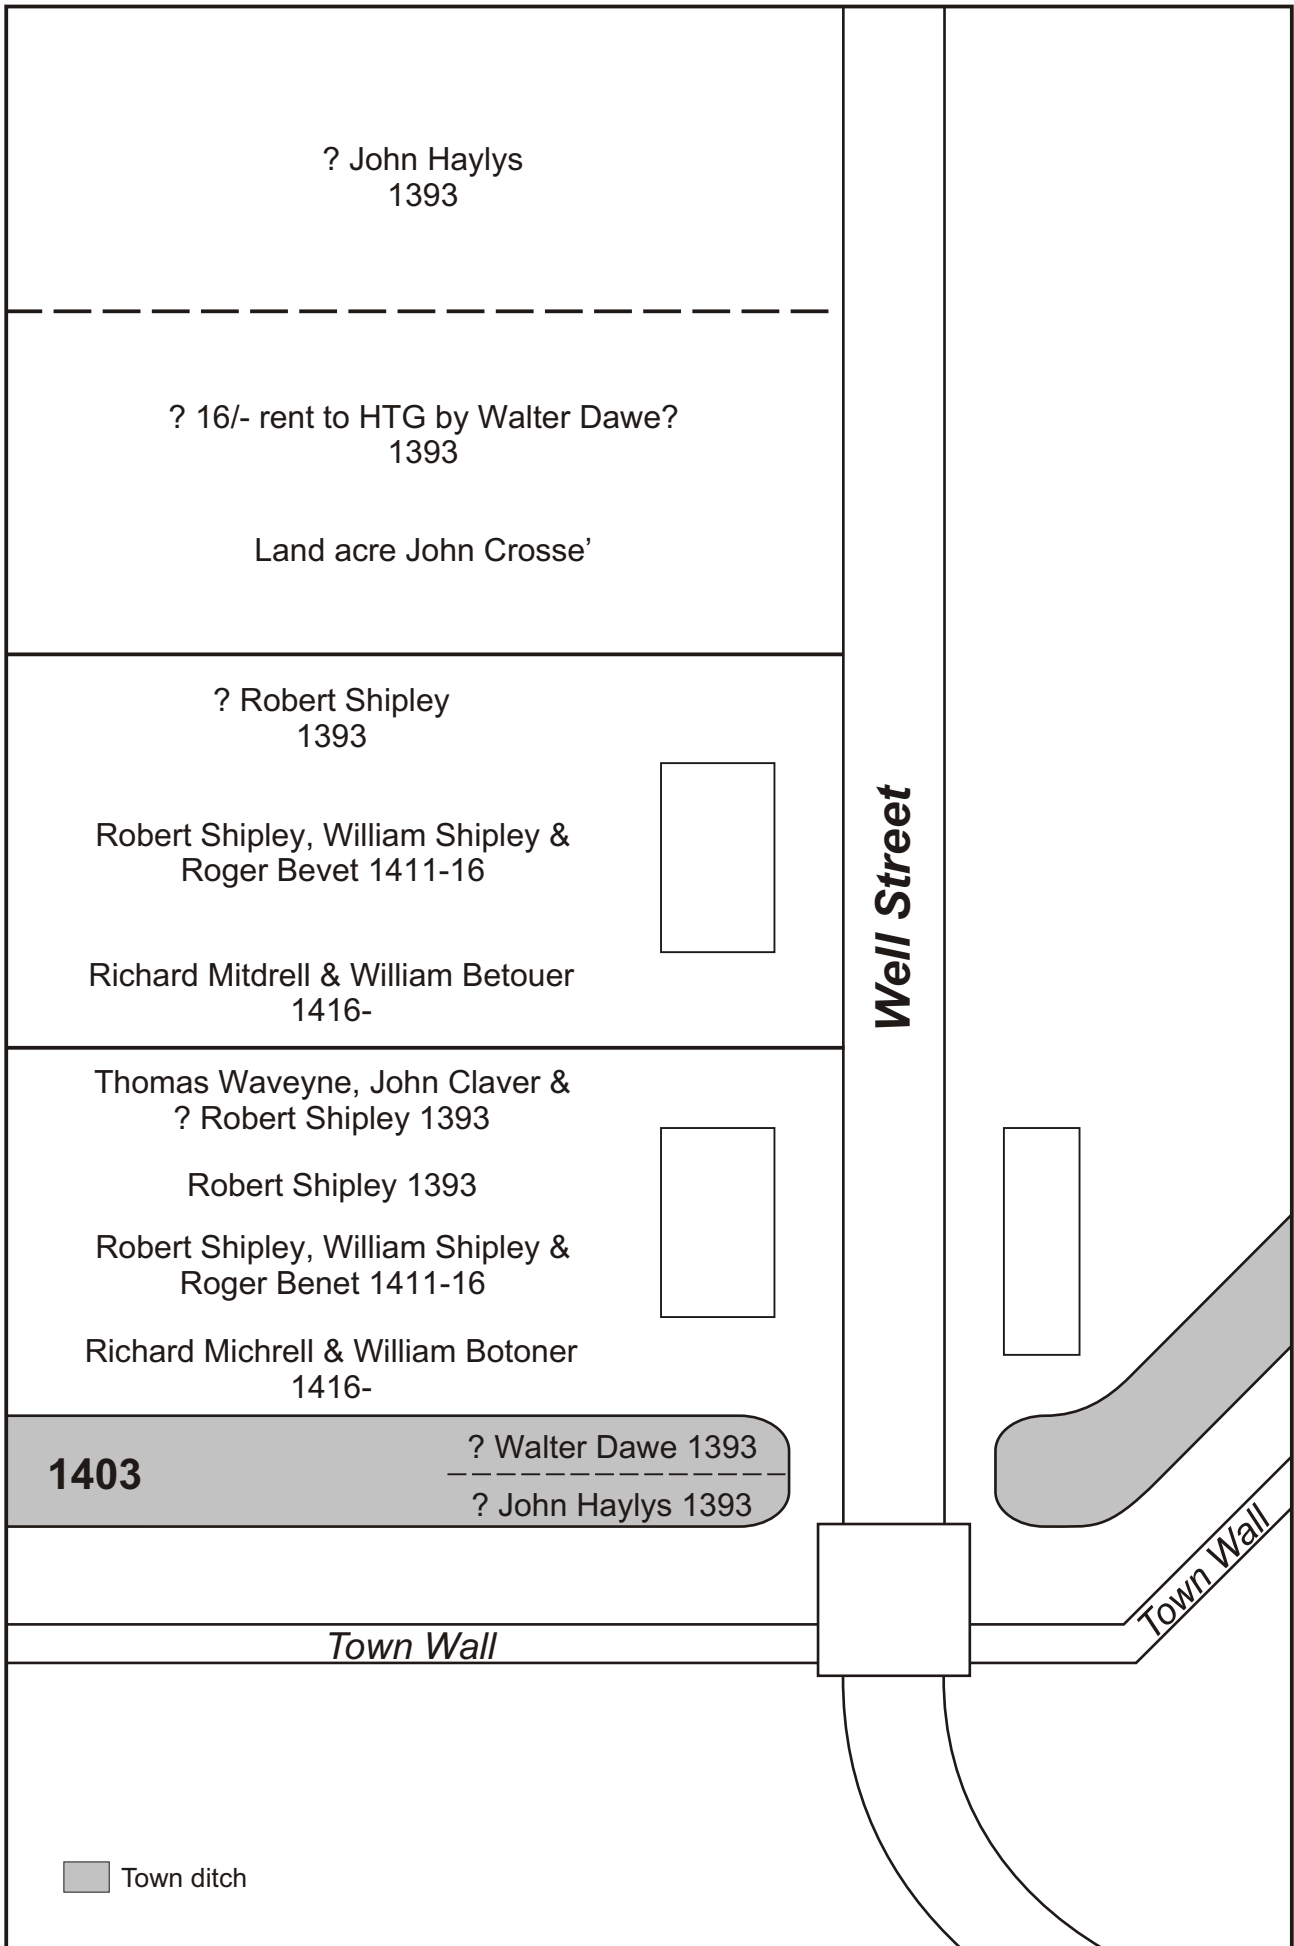 ? John Haylys
1393
? 16/- rent to HTG by Walter Dawe?
1393
Land acre John Crosse’
? Robert Shipley
1393
Robert Shipley, William Shipley &
Roger Bevet 1411-16
Richard Mitdrell & William Betouer
1416-
Well Street
Thomas Waveyne, John Claver &
? Robert Shipley 1393
Robert Shipley 1393
Robert Shipley, William Shipley &
Roger Benet 1411-16
Richard Michrell & William Botoner
1416-
1403
? Walter Dawe 1393
? John Haylys 1393
Town Wall
Town Wall
Town ditch